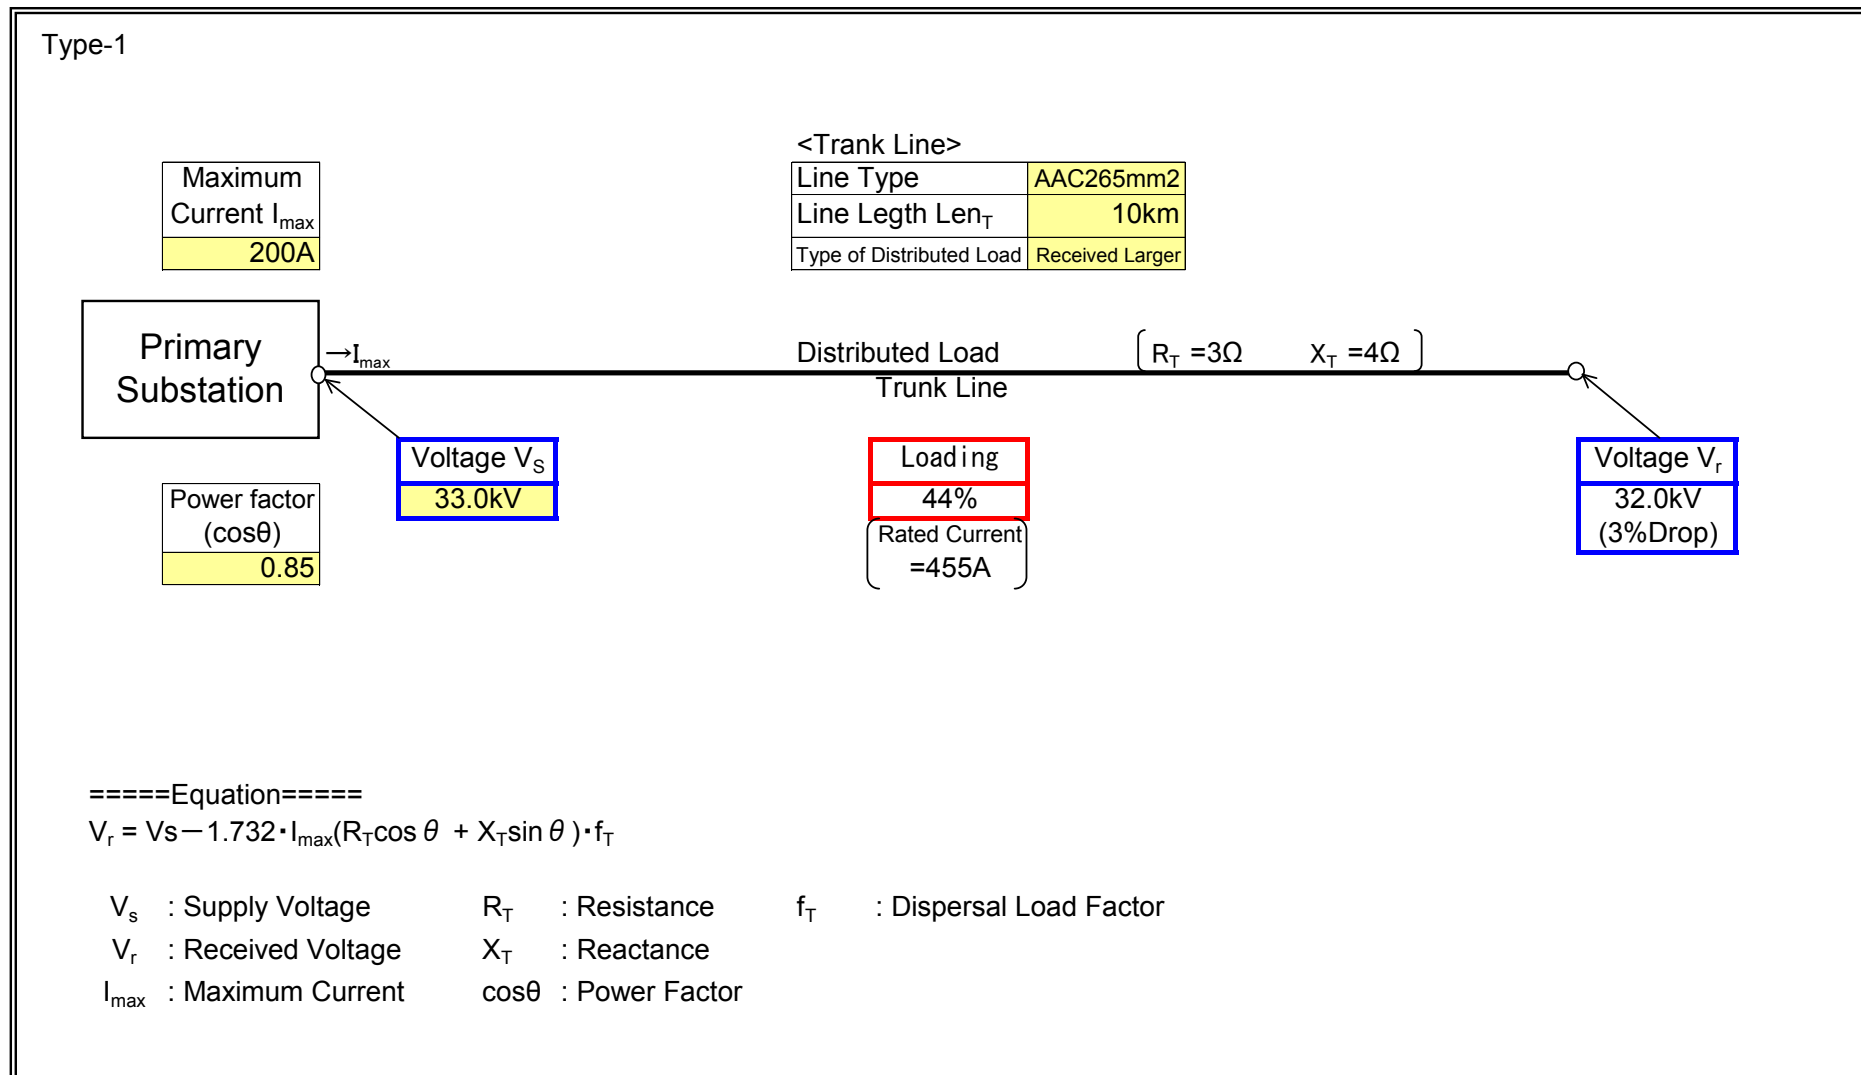 Type-1
<Trank Line>
Maximum
Current Imax
200A
Line Type AAC265mm2
Line Legth LenT 10km
Type of Distributed Load Received Larger
Primary
Substation
→Imax
Distributed Load
RT =3Ω XT =4Ω
Trunk Line
Voltage VS
33.0kV
Loading
44%
Rated Current
=455A
Voltage Vr
32.0kV
(3%Drop)
Power factor
(cosθ)
0.85
=====Equation=====
Vr = Vs－1.732・Imax(RTcosθ + XTsinθ)・fT
Vs : Supply Voltage RT : Resistance fT : Dispersal Load Factor
Vr : Received Voltage XT : Reactance
Imax : Maximum Current cosθ : Power Factor